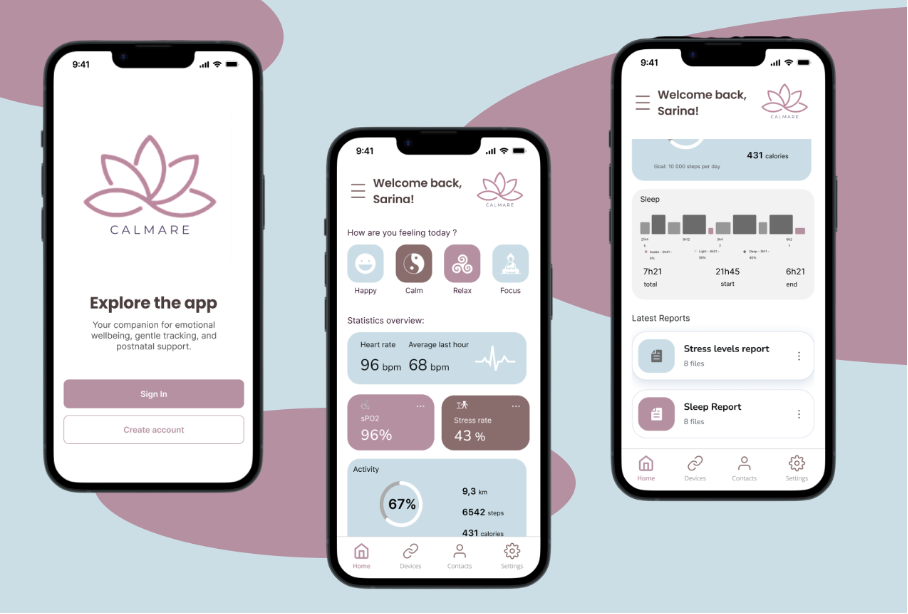 9:41
CALMARE
Explore the app
Your companion for emotional
wellbeing, gentle tracking, and
postnatal support.
Sign In
Create account
9:41
Welcome back,
Sarina!
CALMARE
How are you feeling today ?
Happy
Calm
Relax
Focus
Statistics overview:
Heart rate
Average last hour
96 bpm
68 bpm
sPO2
96%
Stress rate
43 %
Activity
67%
9,3 km
6542 steps
431 calories
Home
Devices
Contacts
Settings
9:41
Welcome back,
Sarina!
CALMARE
431 calories
Goal: 10 000 steps per day
Sleep
7h21
total
21h45
start
6h21
end
Latest Reports
Stress levels report
8 files
Sleep Report
8 files
Home
Devices
Contacts
Settings